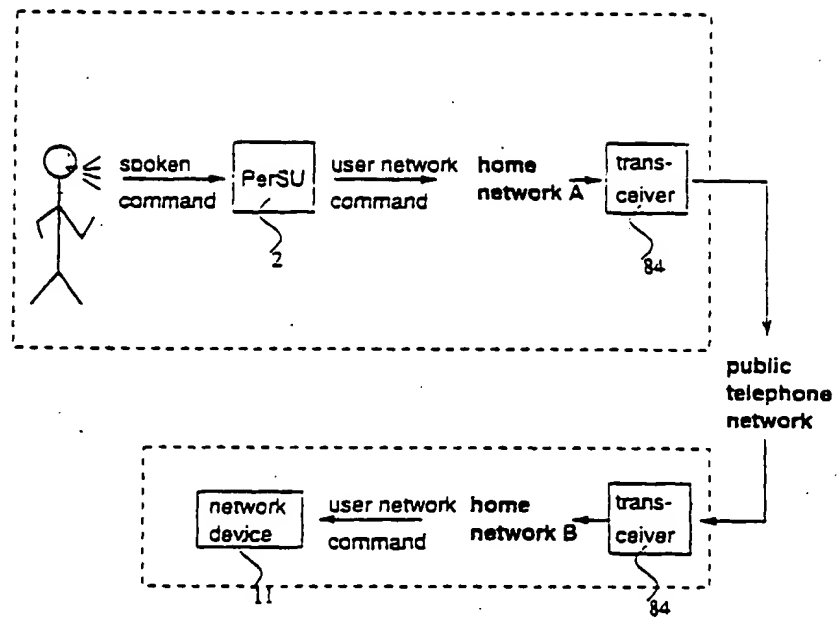 spoken
command
PerSU
2
user network
command
home
network A
trans-
ceiver
84
public
telephone
network
trans-
ceiver
84
home
network B
user network
command
network
device
11